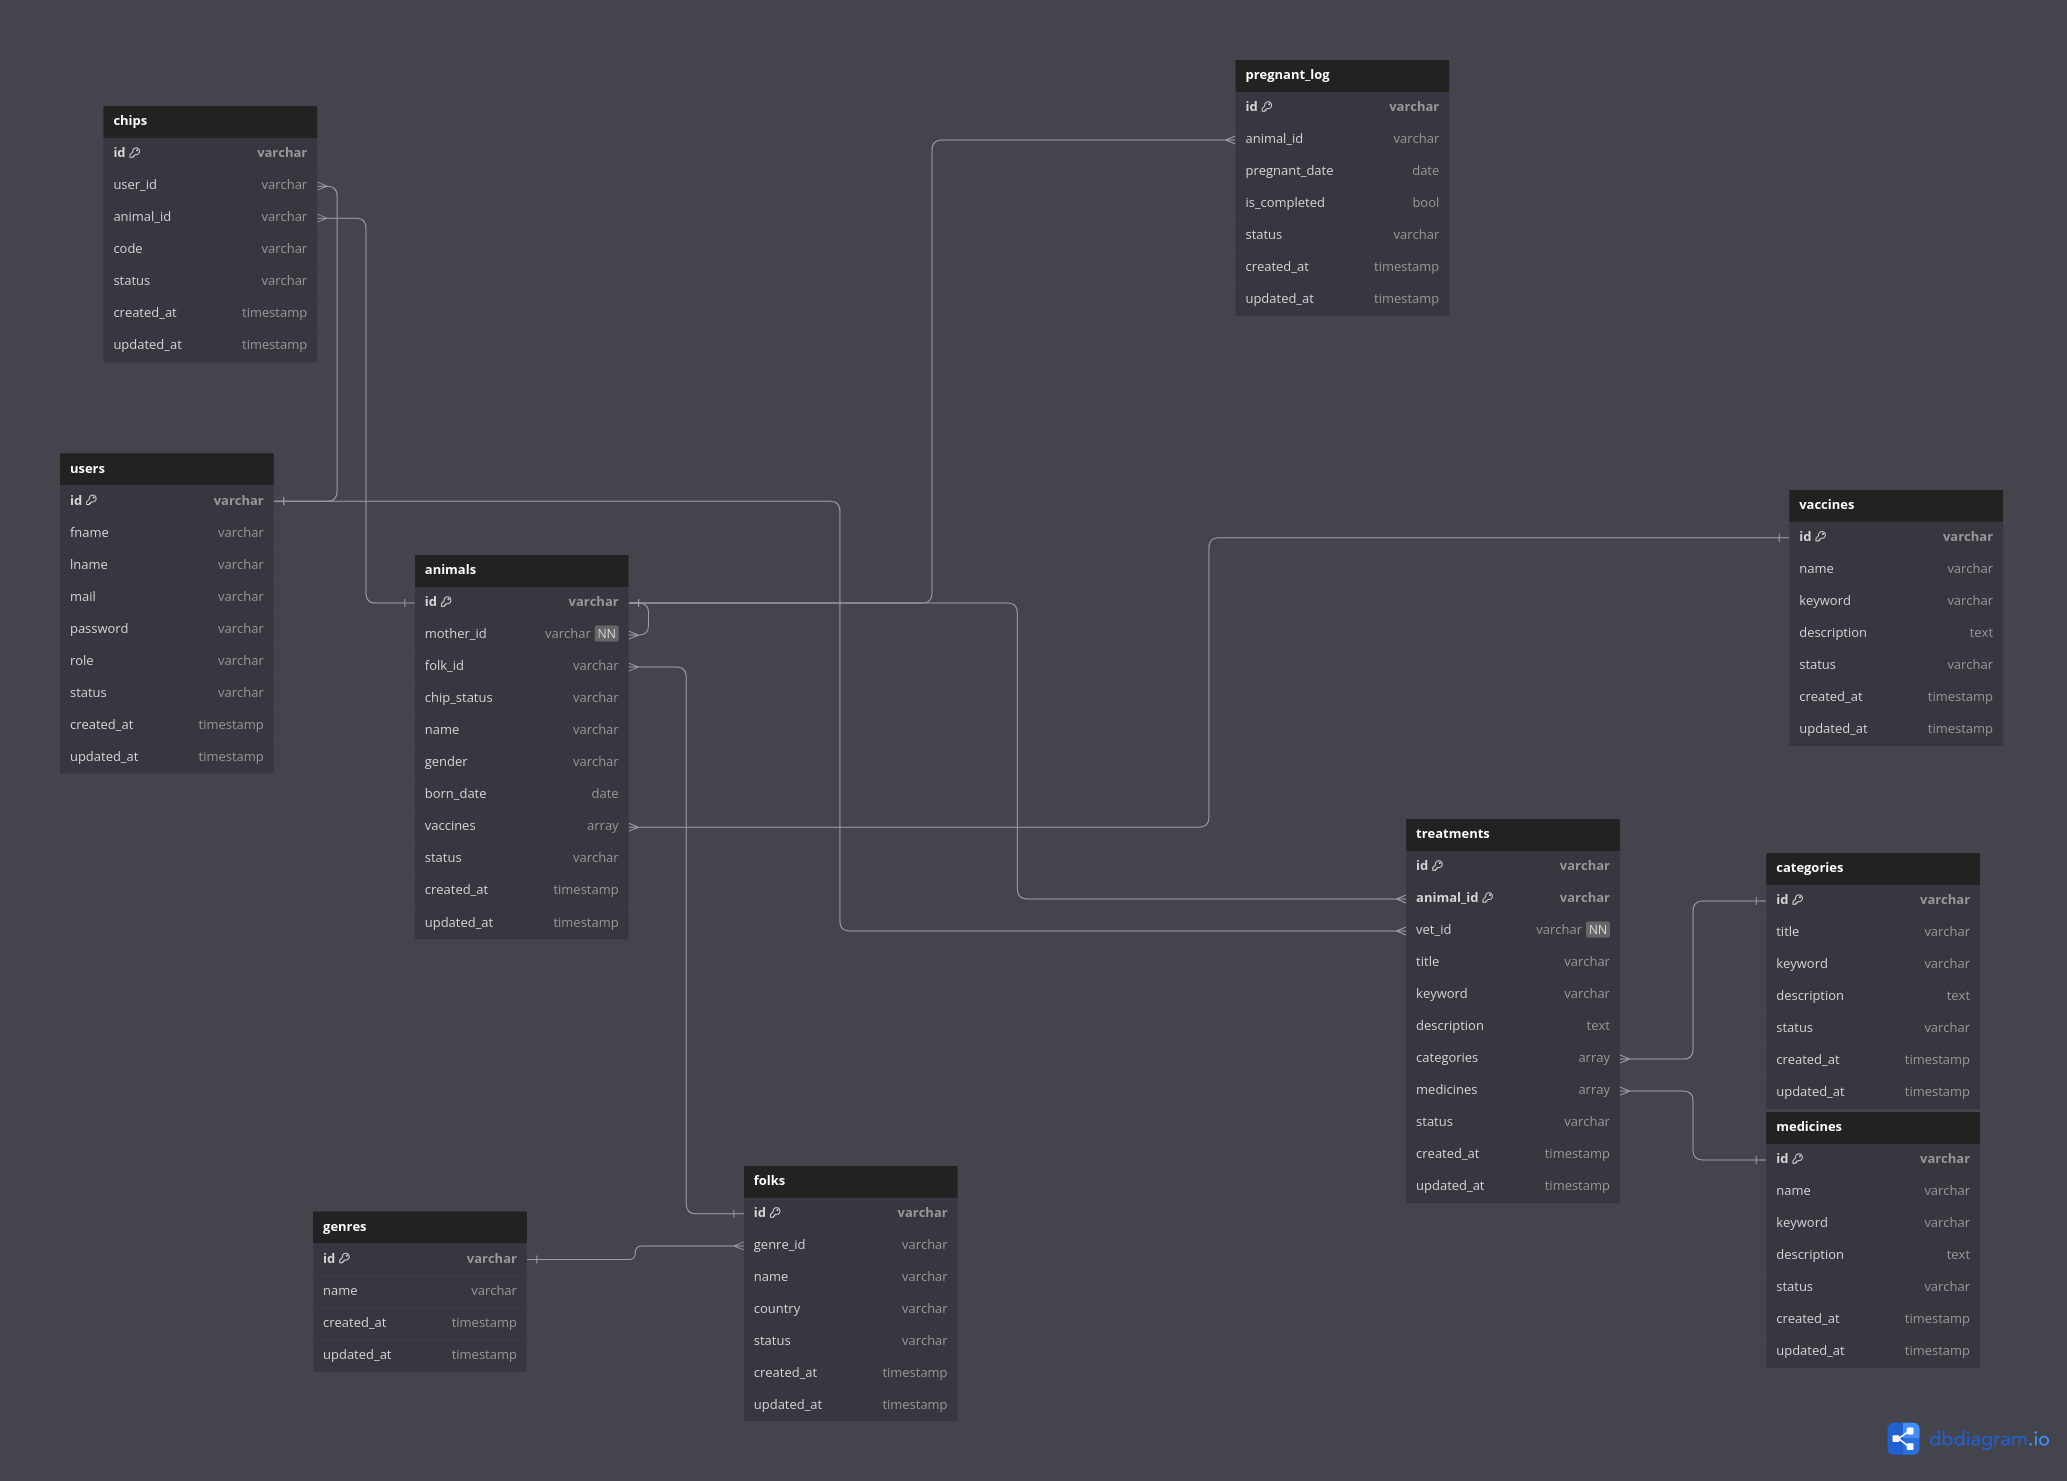 pregnant_log
id varchar
animal_id varchar
pregnant_date date
is_completed bool
status varchar
created_at timestamp
updated_at timestamp
chips
id varchar
user_id varchar
animal_id varchar
code varchar
status varchar
created_at timestamp
updated_at timestamp
users
id varchar
fname varchar
lname varchar
mail varchar
password varchar
role varchar
status varchar
created_at timestamp
updated_at timestamp
animals
id varchar
mother_id varchar NN
folk_id varchar
chip_status varchar
name varchar
gender varchar
born_date date
vaccines array
status varchar
created_at timestamp
updated_at timestamp
vaccines
id varchar
name varchar
keyword varchar
description text
status varchar
created_at timestamp
updated_at timestamp
treatments
id varchar
animal_id varchar
vet_id varchar NN
title varchar
keyword varchar
description text
categories array
medicines array
status varchar
created_at timestamp
updated_at timestamp
categories
id varchar
title varchar
keyword varchar
description text
status varchar
created_at timestamp
updated_at timestamp
medicines
id varchar
name varchar
keyword varchar
description text
status varchar
created_at timestamp
updated_at timestamp
genres
id varchar
name varchar
created_at timestamp
updated_at timestamp
folks
id varchar
genre_id varchar
name varchar
country varchar
status varchar
created_at timestamp
updated_at timestamp
dbdiagram.io